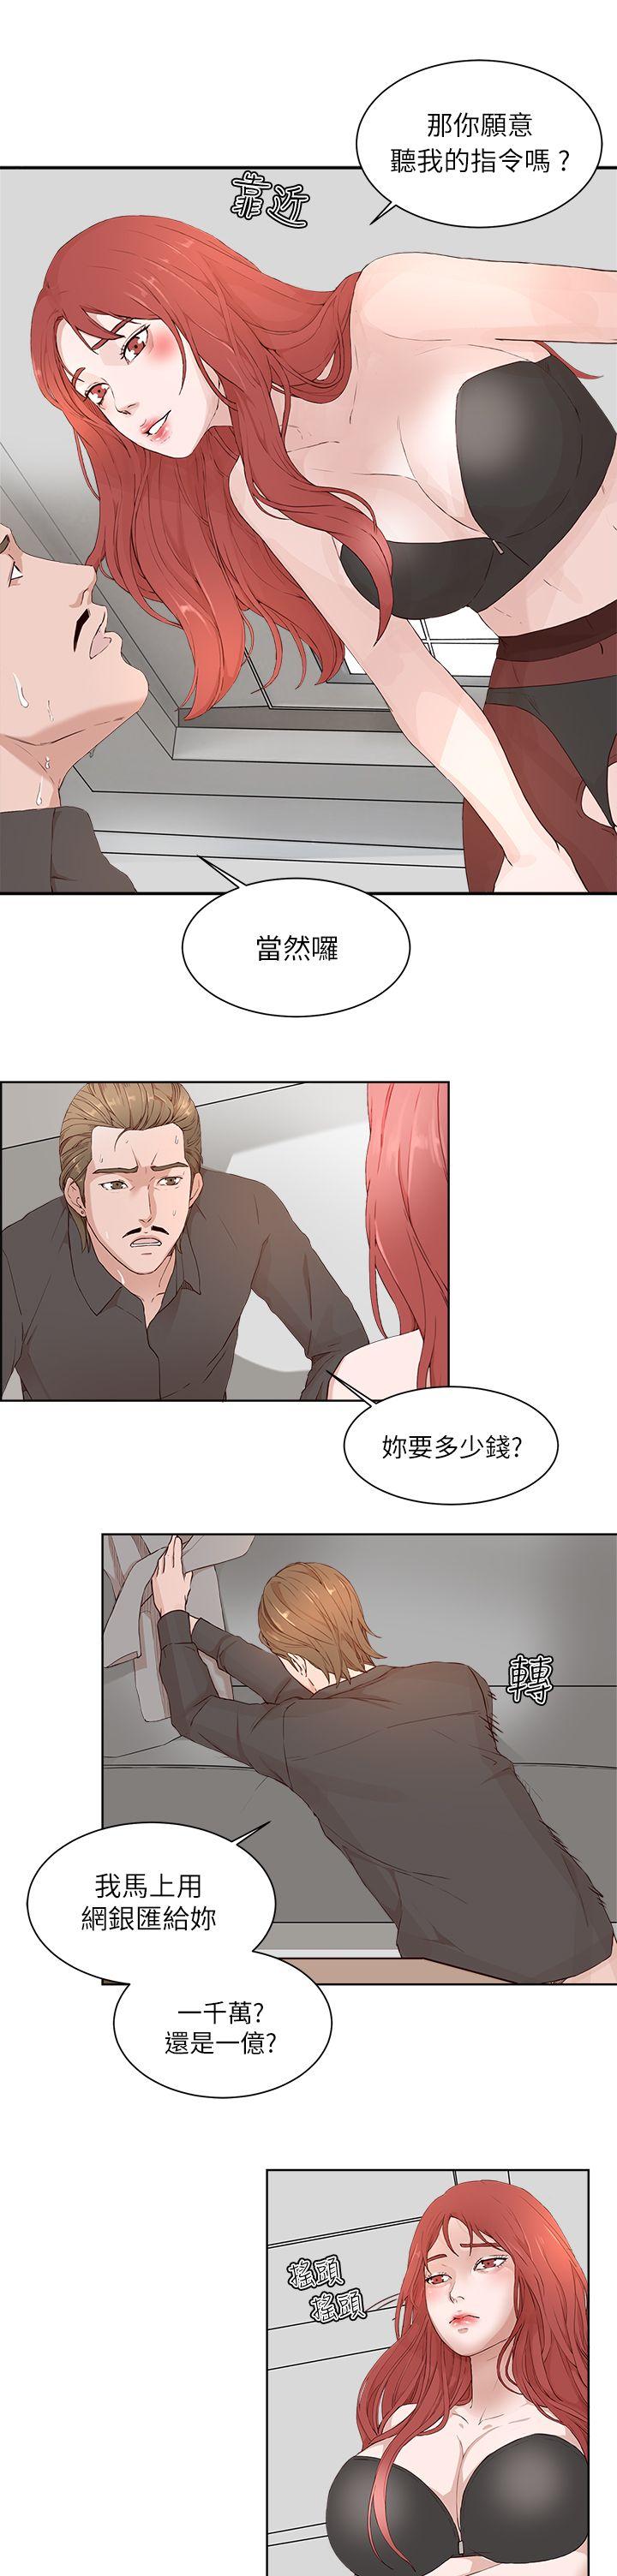 那你願意
聽我的指令嗎?
靠近
當然囉
妳要多少錢?
轉
我馬上用
網銀匯給妳
一千萬?
還是一億?
搖頭
搖頭